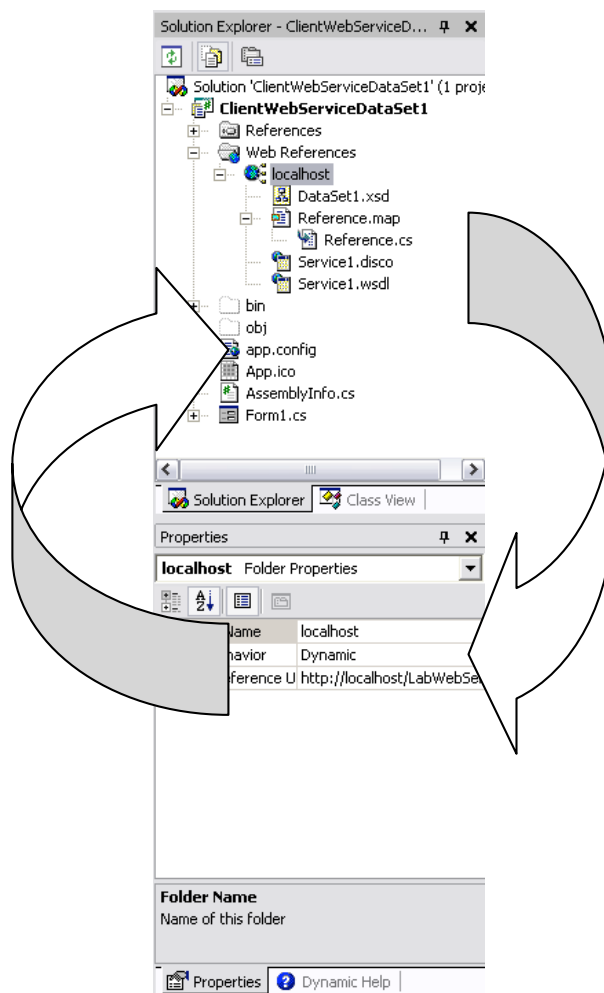 Solution Explorer - ClientWebServiceD...
Solution 'ClientWebServiceDataSet1' (1 proje
ClientWebServiceDataSet1
References
Web References
localhost
DataSet1.xsd
Reference.map
Reference.cs
Service1.disco
Service1.wsdl
bin
obj
app.config
App.ico
AssemblyInfo.cs
Form1.cs
Solution Explorer Class View
Properties
localhost Folder Properties
Name localhost
havior Dynamic
eference U http://localhost/LabWebSe
Folder Name
Name of this folder
Properties Dynamic Help